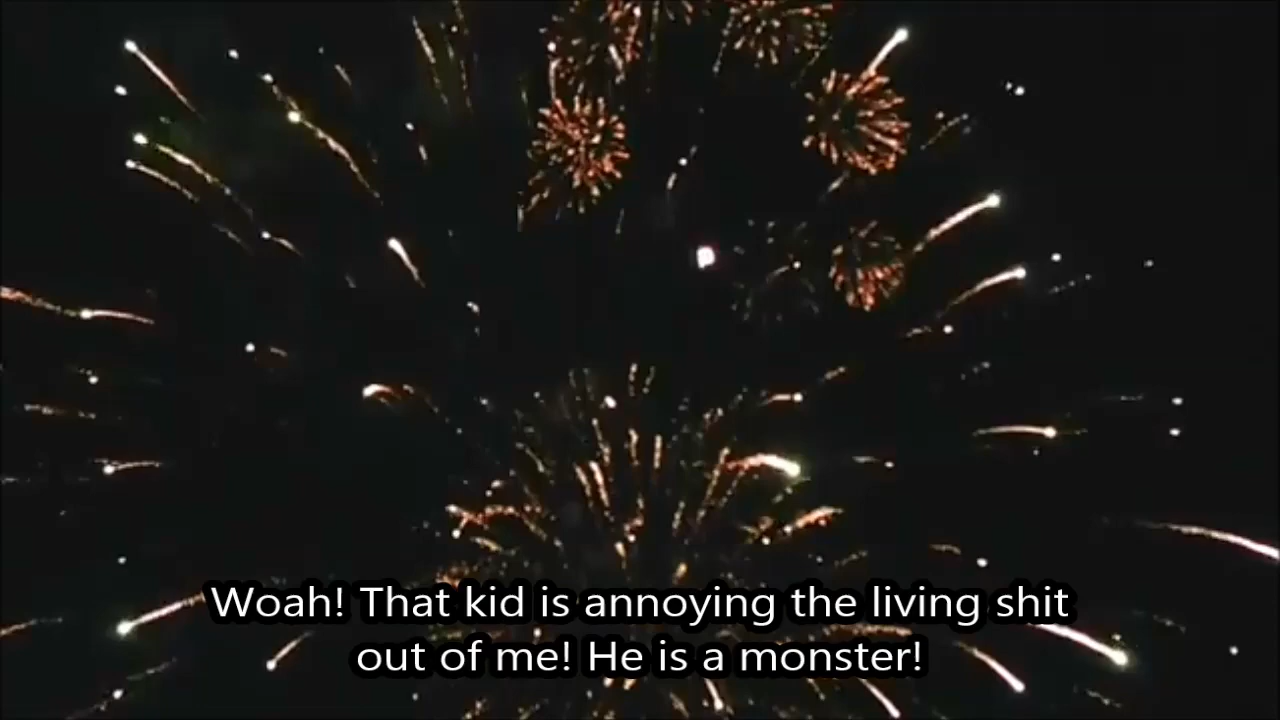 Woah! That kid is annoying the living shit
out of me! He is a monster!